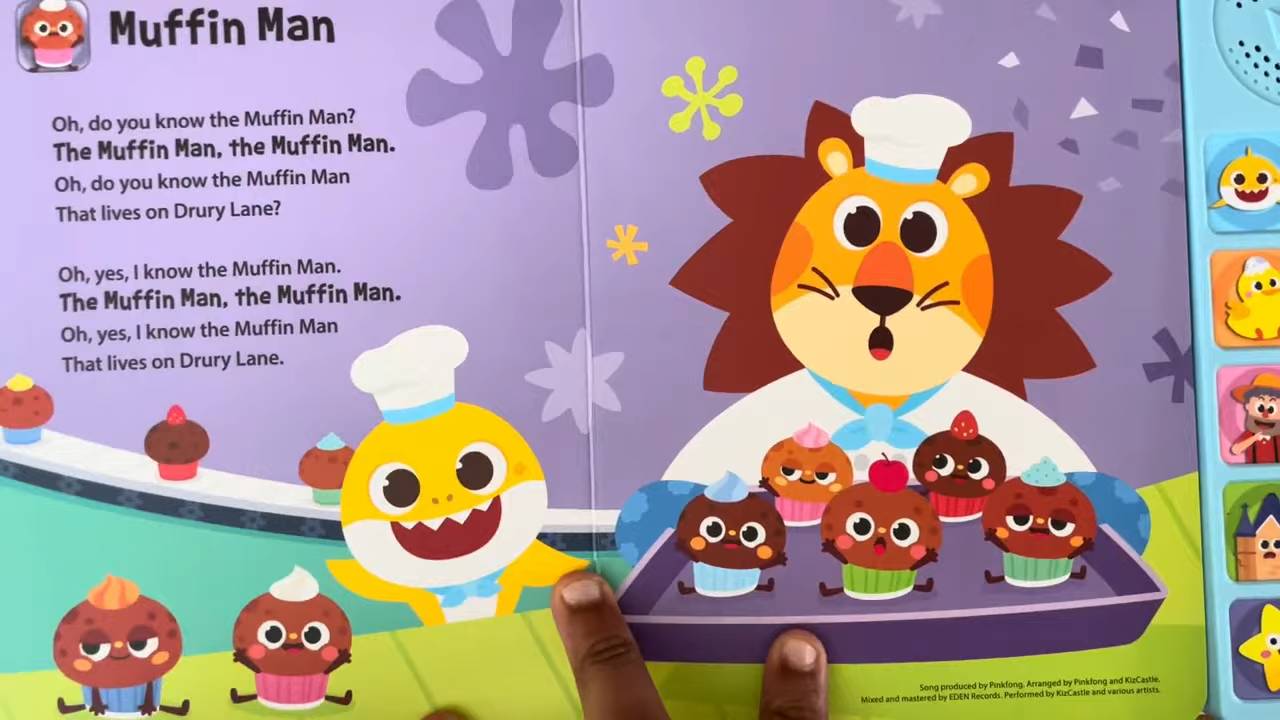 Muffin Man
Oh, do you know the Muffin Man?
The Muffin Man, the Muffin Man.
Oh, do you know the Muffin Man
That lives on Drury Lane?
Oh, yes, I know the Muffin Man.
The Muffin Man, the Muffin Man.
Oh, yes, I know the Muffin Man
That lives on Drury Lane.
Song produced by Pinkfong. Arranged by Pinkfong and KizCastle.
Mixed and mastered by EDEN Records. Performed by KizCastle and various artists.